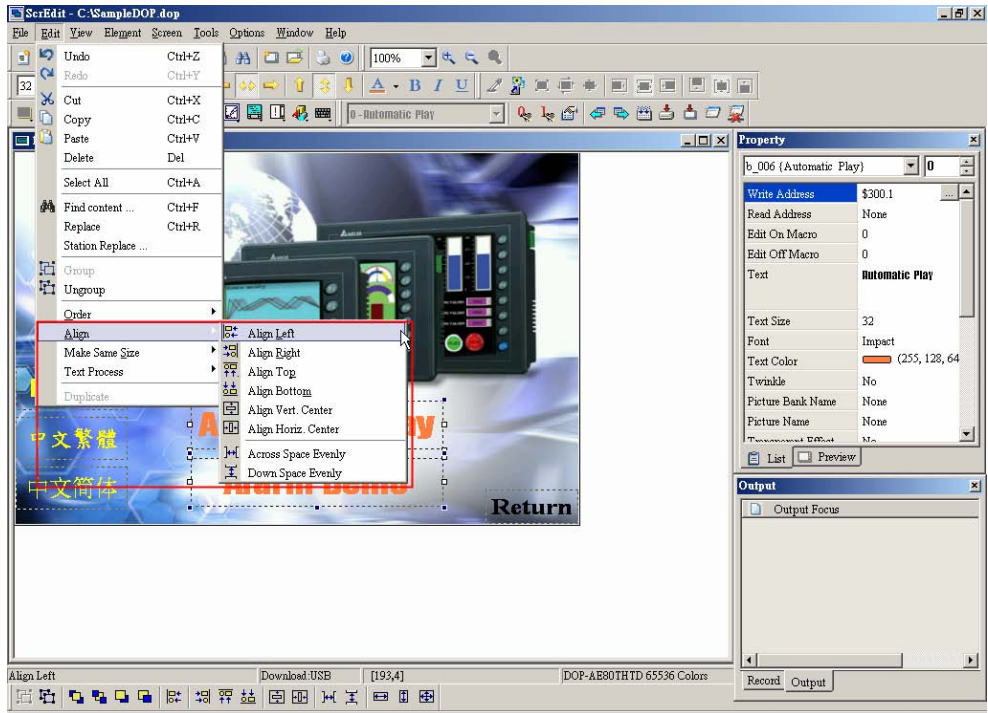 ScrEdit - C:\SampleDOP.dop
File Edit View Element Screen Tools Options Window Help
100%
32
B I U
0 - Automatic Play
Undo Ctrl+Z
Redo Ctrl+Y
Cut Ctrl+X
Copy Ctrl+C
Paste Ctrl+V
Delete Del
Select All Ctrl+A
Find content ... Ctrl+F
Replace Ctrl+R
Station Replace ...
Group
Ungroup
Order
Align
Make Same Size
Text Process
Duplicate
Align Left
Align Right
Align Top
Align Bottom
Align Vert. Center
Align Horiz. Center
Across Space Evenly
Down Space Evenly
中文繁體
中文简体
Alarm Demo
Return
Property
b_006 {Automatic Play} 0
Write Address $300.1 ...
Read Address None
Edit On Macro 0
Edit Off Macro 0
Text Automatic Play
Text Size 32
Font Impact
Text Color (255, 128, 64
Twinkle No
Picture Bank Name None
Picture Name None
Transparent Effect No
List Preview
Output
Output Focus
Record Output
Align Left Download:USB [193,4] DOP-AE80THTD 65536 Colors